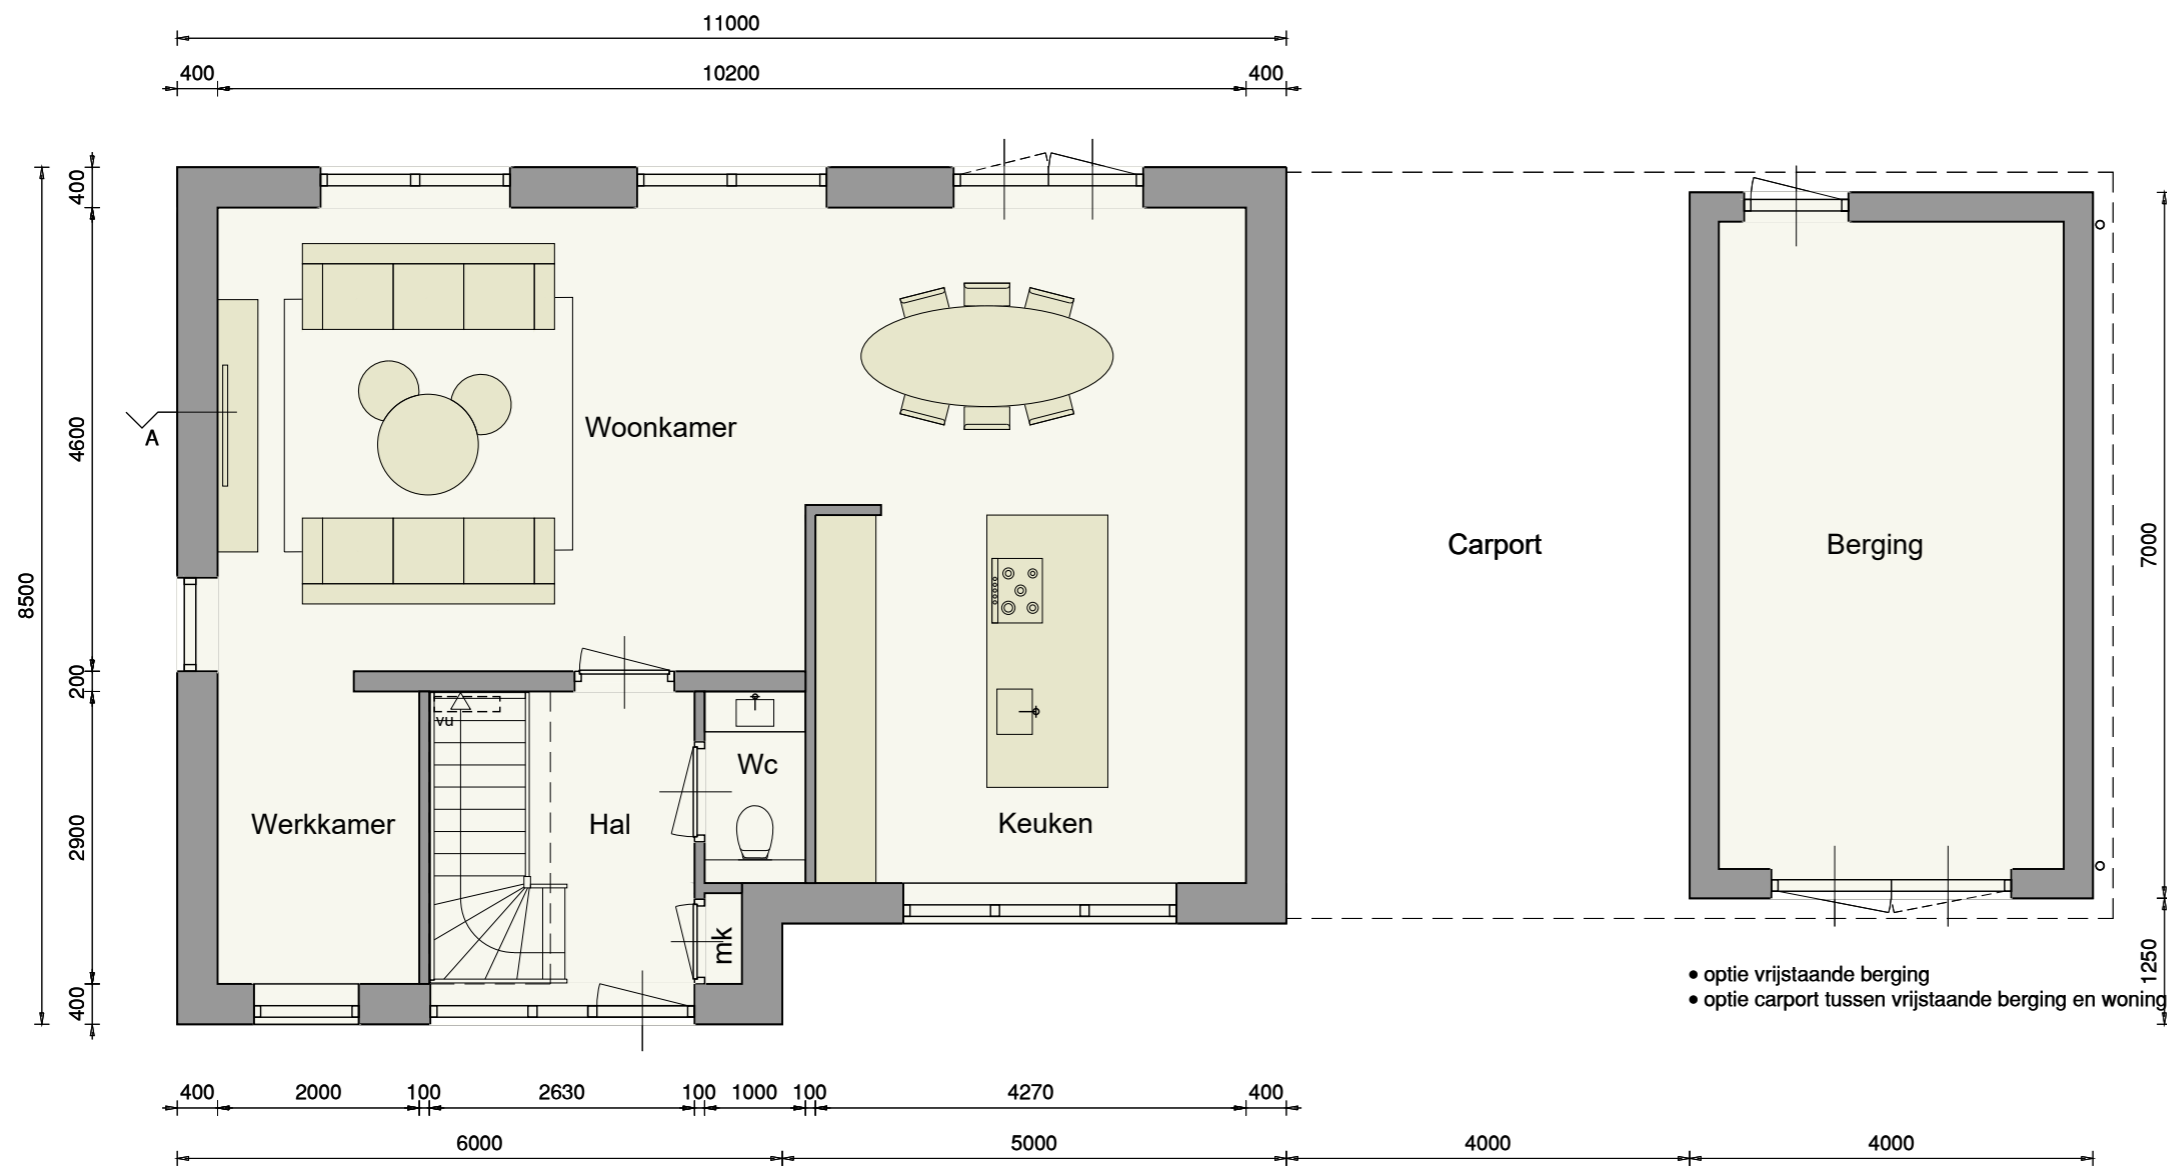 11000
400 10200 400
400
4600
8500
200
2900
400
A
Woonkamer
Carport
Berging
7000
vu
Wc
Werkkamer
Hal
Keuken
mk
1250
• optie vrijstaande berging
• optie carport tussen vrijstaande berging en woning
400 2000 100 2630 100 1000 100 4270 400
6000 5000 4000 4000